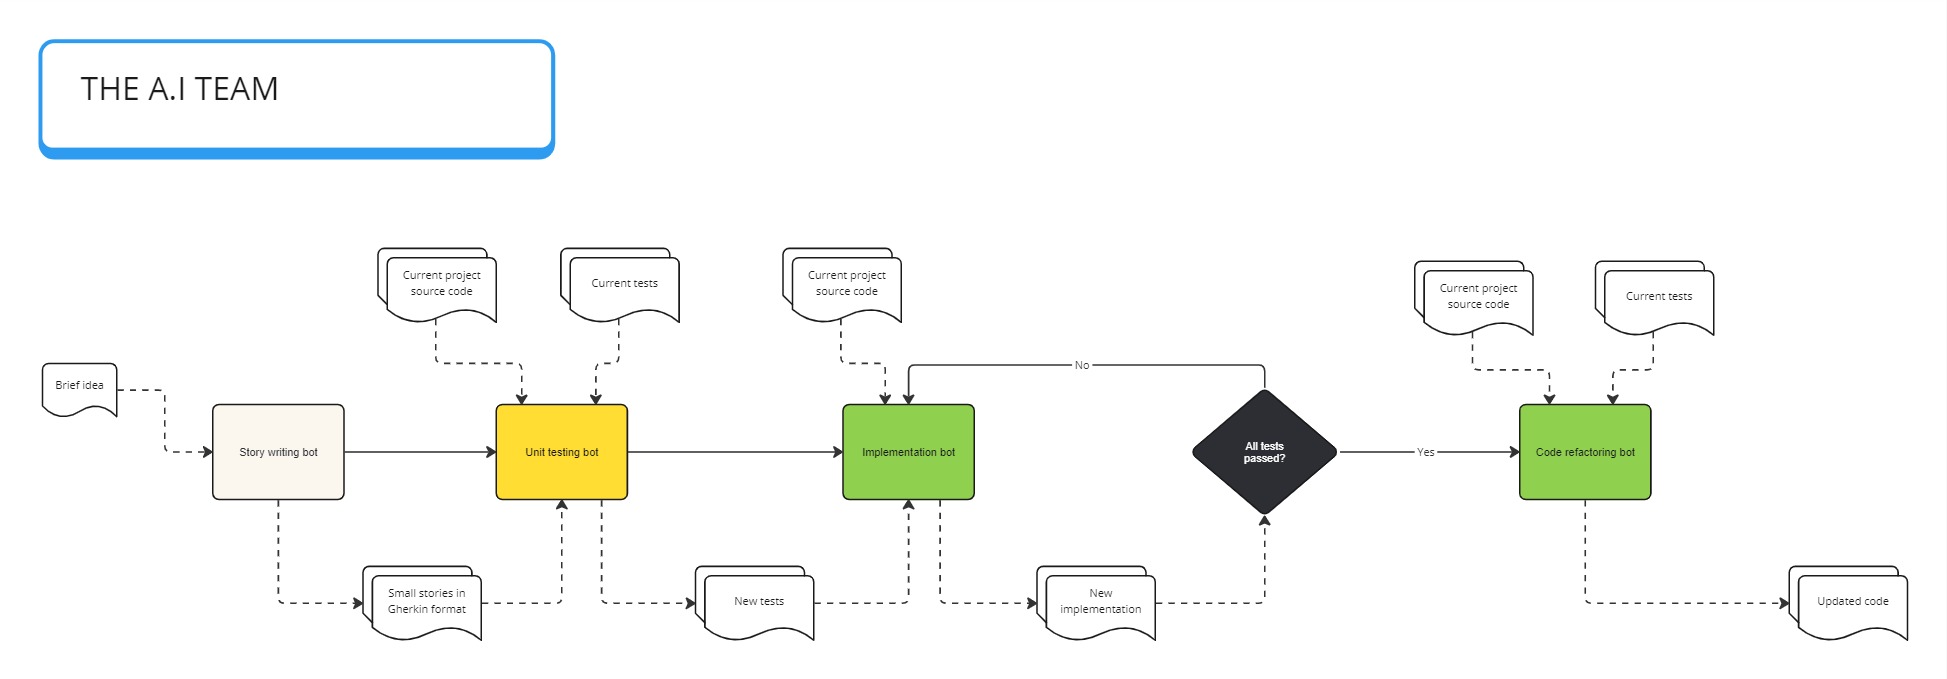 THE A.I TEAM
Current project
source code
Current tests
Current project
source code
Current project
source code
Current tests
Brief idea
No
Story writing bot
Unit testing bot
Implementation bot
All tests
passed?
Yes
Code refactoring bot
Small stories in
Gherkin format
New tests
New
implementation
Updated code